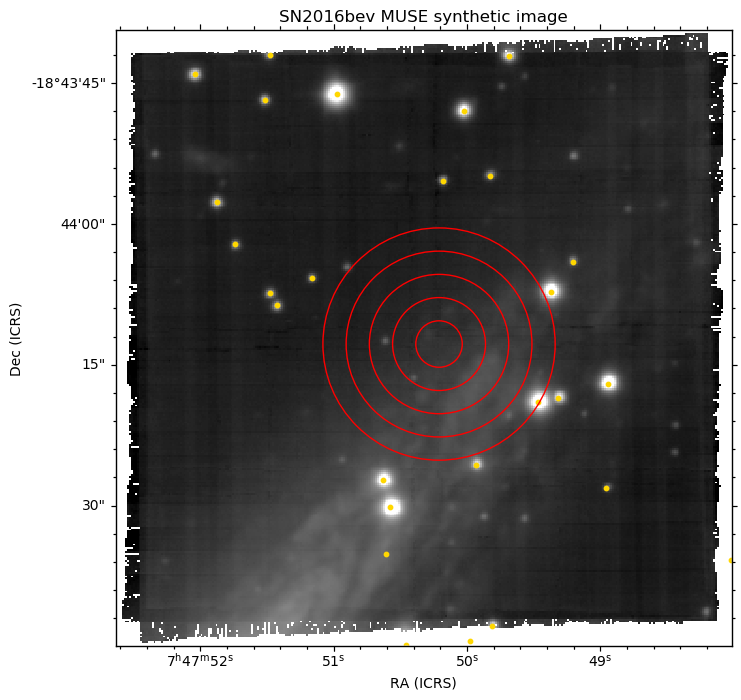 SN2016bev MUSE synthetic image
-18°43'45"
44'00"
15"
30"
Dec (ICRS)
7ʰ47ᵐ52ˢ
51ˢ
50ˢ
49ˢ
RA (ICRS)